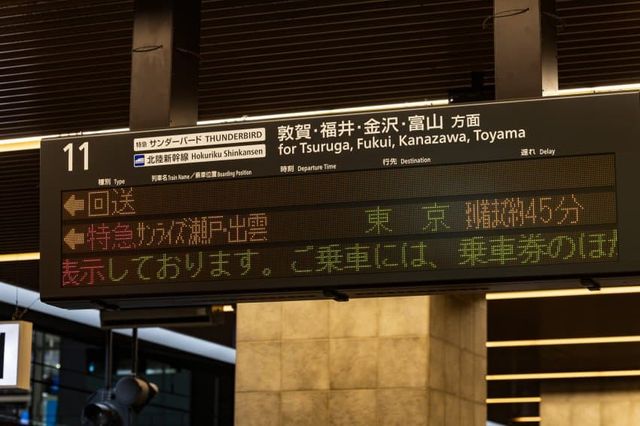 11
特急 サンダーバード THUNDERBIRD
北陸新幹線 Hokuriku Shinkansen
敦賀・福井・金沢・富山 方面
for Tsuruga, Fukui, Kanazawa, Toyama
種別 Type 列車名 Train Name / 乗車位置 Boarding Position 時刻 Departure Time 行先 Destination 遅れ Delay
回送
特急 サンライズ瀬戸・出雲 東京 到着まで約45分
表示しております。ご乗車には、乗車券のほか